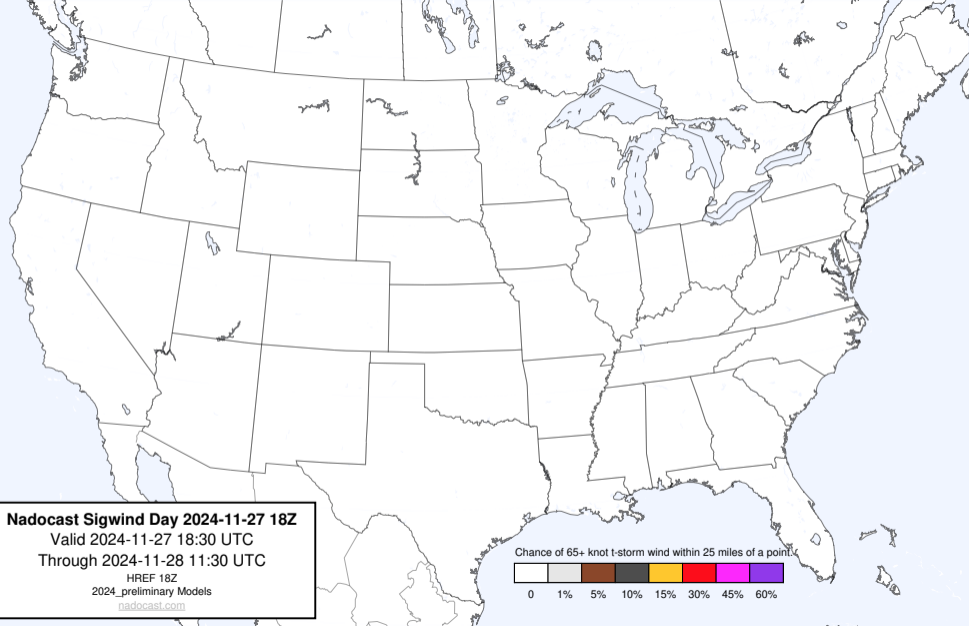 Nadocast Sigwind Day 2024-11-27 18Z
Valid 2024-11-27 18:30 UTC
Through 2024-11-28 11:30 UTC
HREF 18Z
2024_preliminary Models
nadocast.com
Chance of 65+ knot t-storm wind within 25 miles of a point.
0 1% 5% 10% 15% 30% 45% 60%